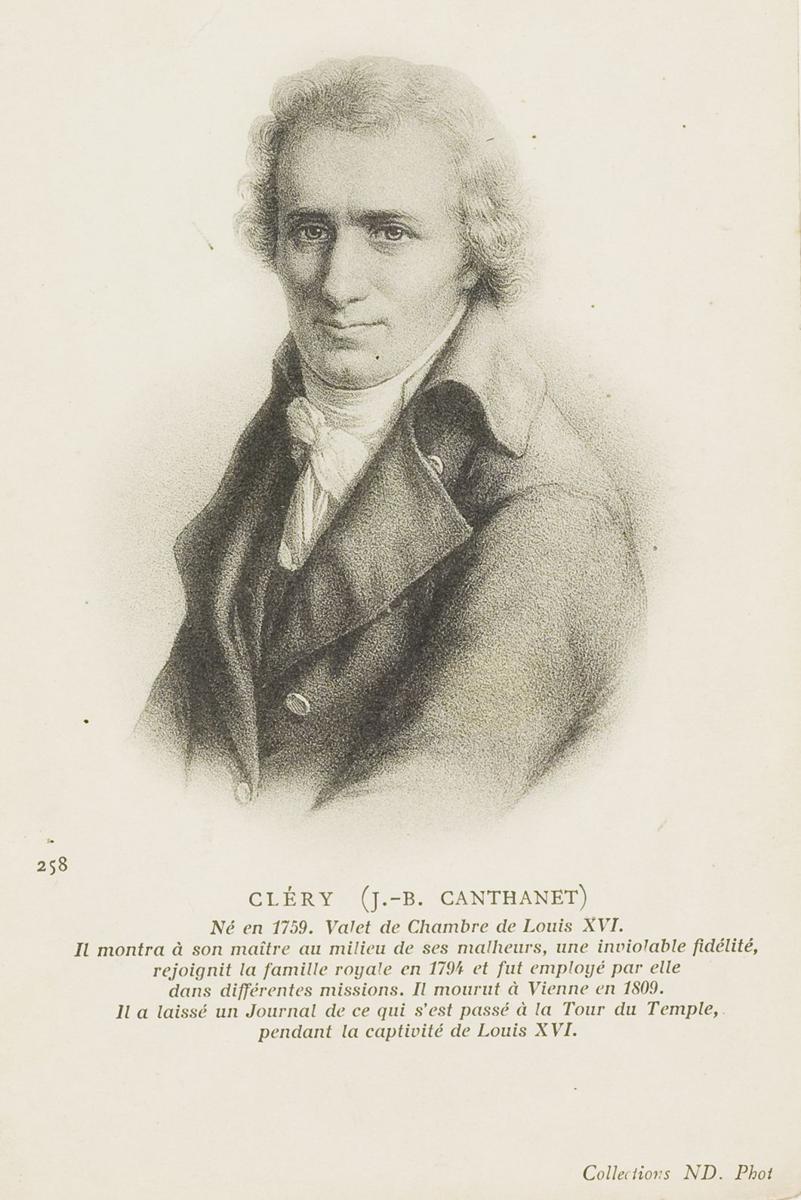 258
CLÉRY (J.-B. CANTHANET)
Né en 1759. Valet de Chambre de Louis XVI.
Il montra à son maître au milieu de ses malheurs, une inviolable fidélité,
rejoignit la famille royale en 1794 et fut employé par elle
dans différentes missions. Il mourut à Vienne en 1809.
Il a laissé un Journal de ce qui s'est passé à la Tour du Temple,
pendant la captivité de Louis XVI.
Collections ND. Phot